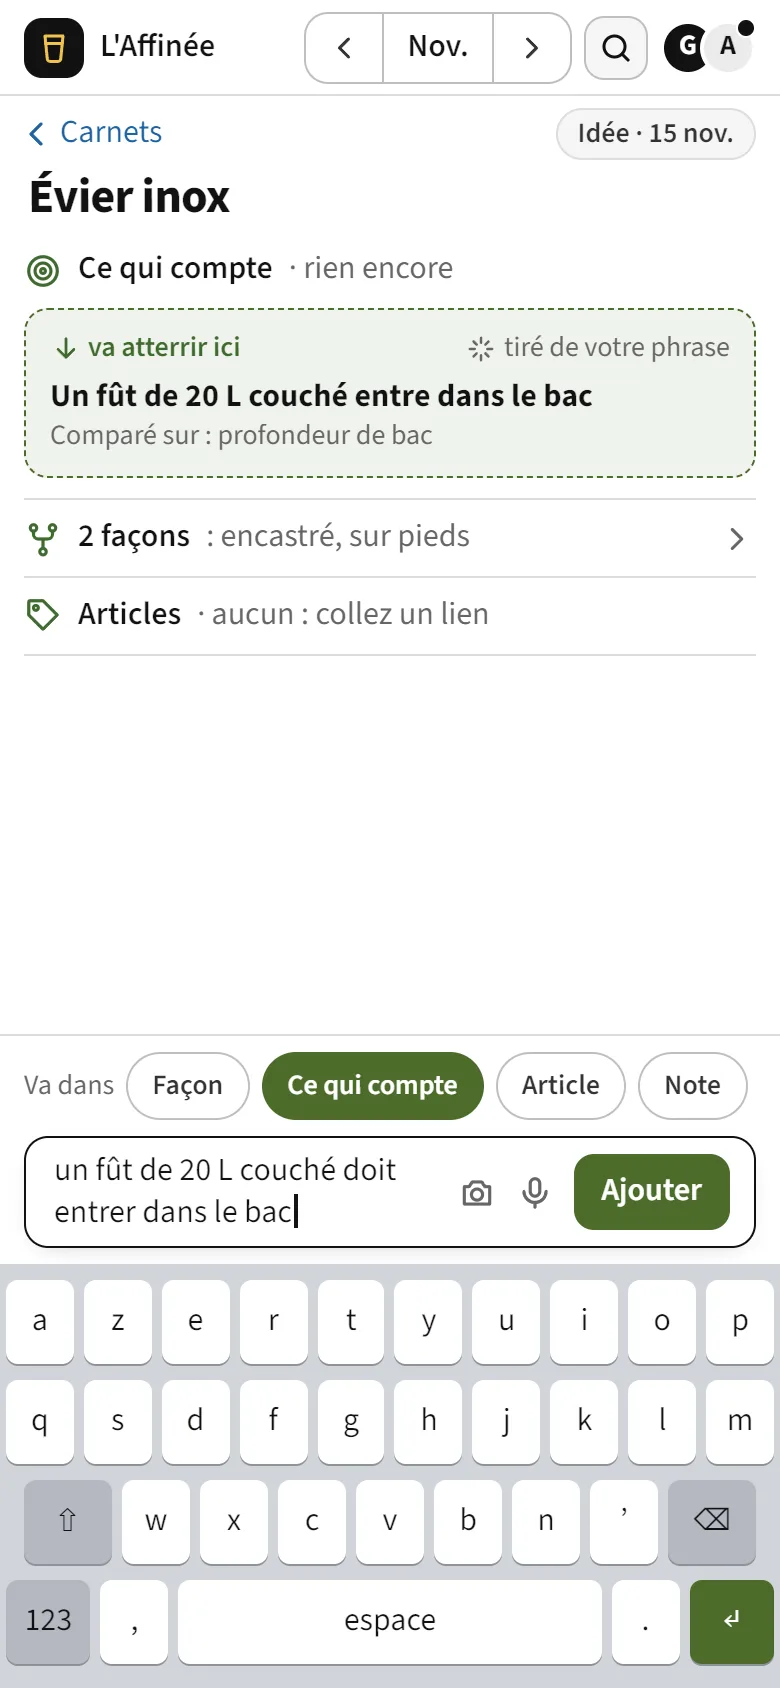 L'Affinée
Nov.
G
A
Carnets
Idée · 15 nov.
Évier inox
Ce qui compte · rien encore
va atterrir ici
tiré de votre phrase
Un fût de 20 L couché entre dans le bac
Comparé sur : profondeur de bac
2 façons : encastré, sur pieds
Articles · aucun : collez un lien
Va dans
Façon
Ce qui compte
Article
Note
un fût de 20 L couché doit
entrer dans le bac
Ajouter
a z e r t y u i o p
q s d f g h j k l m
⇧ w x c v b n ’ ⌫
123 , espace . ↵